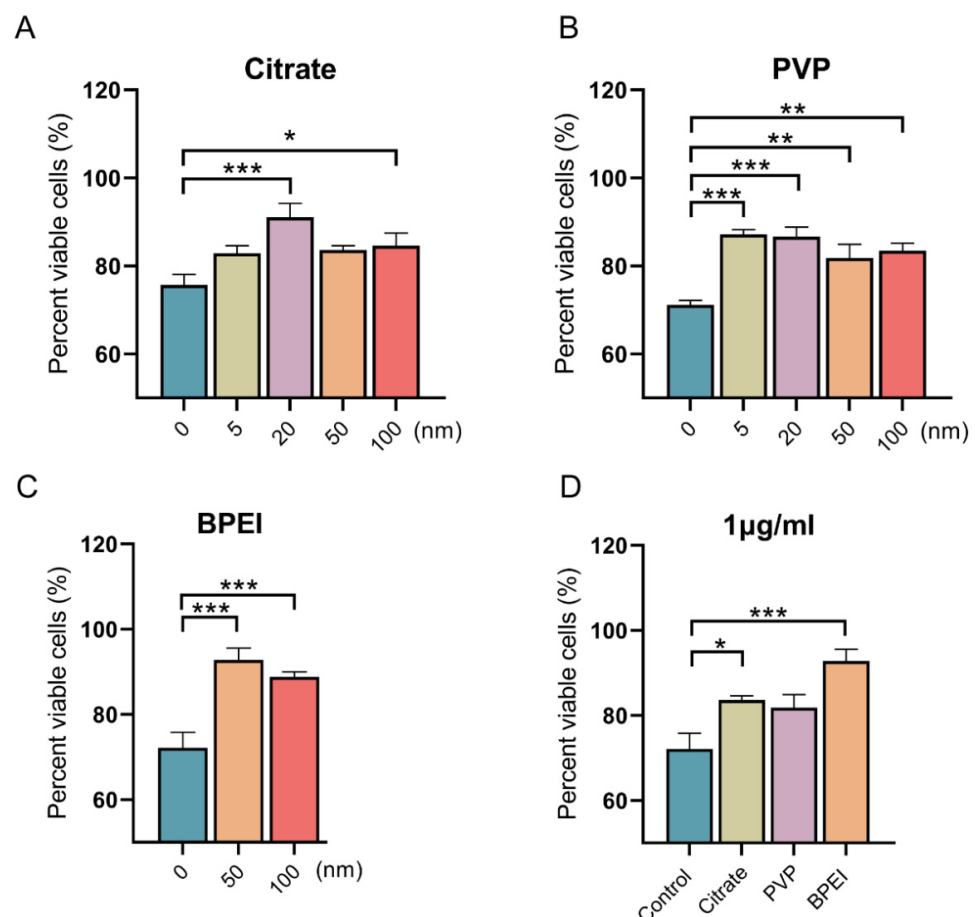 A
Citrate
Percent viable cells (%)
120
100
80
60
*
***
0 5 20 50 100 (nm)
B
PVP
Percent viable cells (%)
120
100
80
60
**
**
***
***
0 5 20 50 100 (nm)
C
BPEI
Percent viable cells (%)
120
100
80
60
***
***
0 50 100 (nm)
D
1µg/ml
Percent viable cells (%)
120
100
80
60
***
*
Control Citrate PVP BPEI